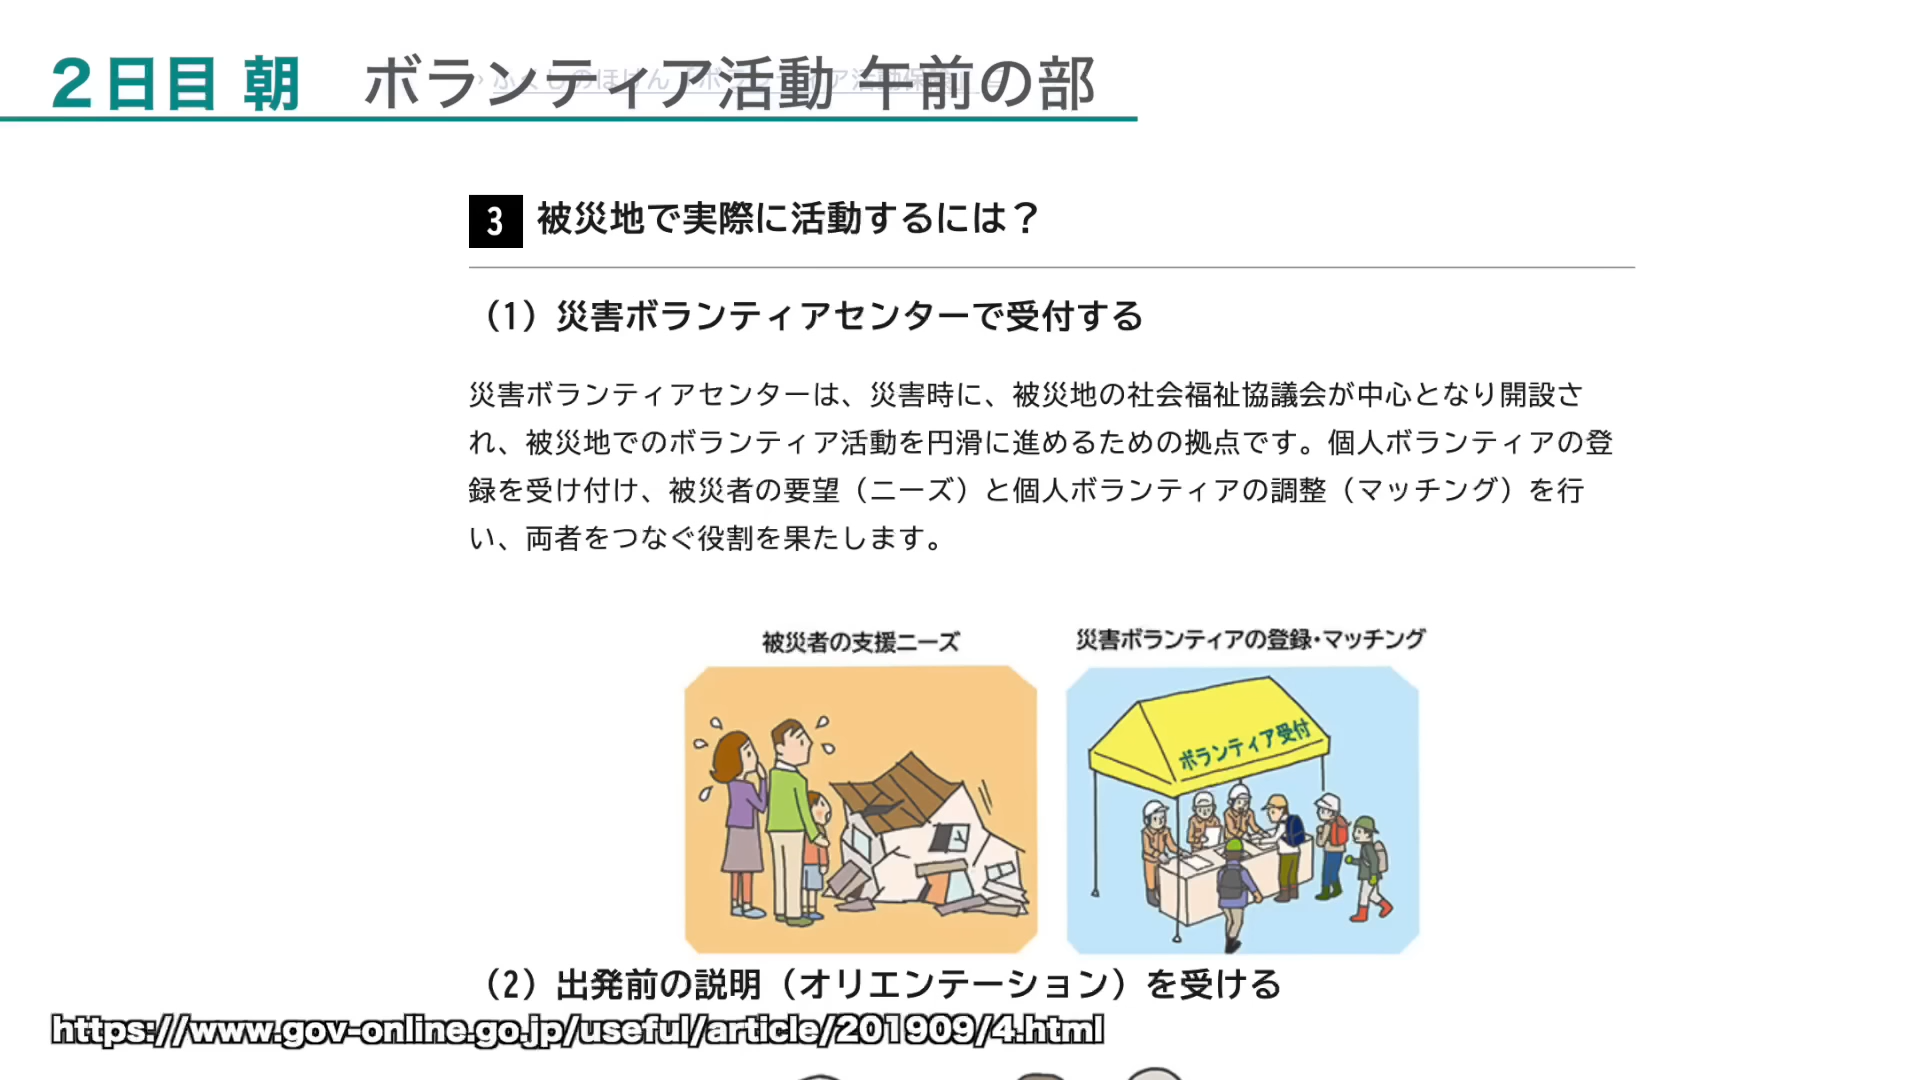 ２日目 朝　ボランティア活動 午前の部
3 被災地で実際に活動するには？
（1）災害ボランティアセンターで受付する
災害ボランティアセンターは、災害時に、被災地の社会福祉協議会が中心となり開設さ
れ、被災地でのボランティア活動を円滑に進めるための拠点です。個人ボランティアの登
録を受け付け、被災者の要望（ニーズ）と個人ボランティアの調整（マッチング）を行
い、両者をつなぐ役割を果たします。
被災者の支援ニーズ
災害ボランティアの登録・マッチング
ボランティア受付
（2）出発前の説明（オリエンテーション）を受ける
https://www.gov-online.go.jp/useful/article/201909/4.html